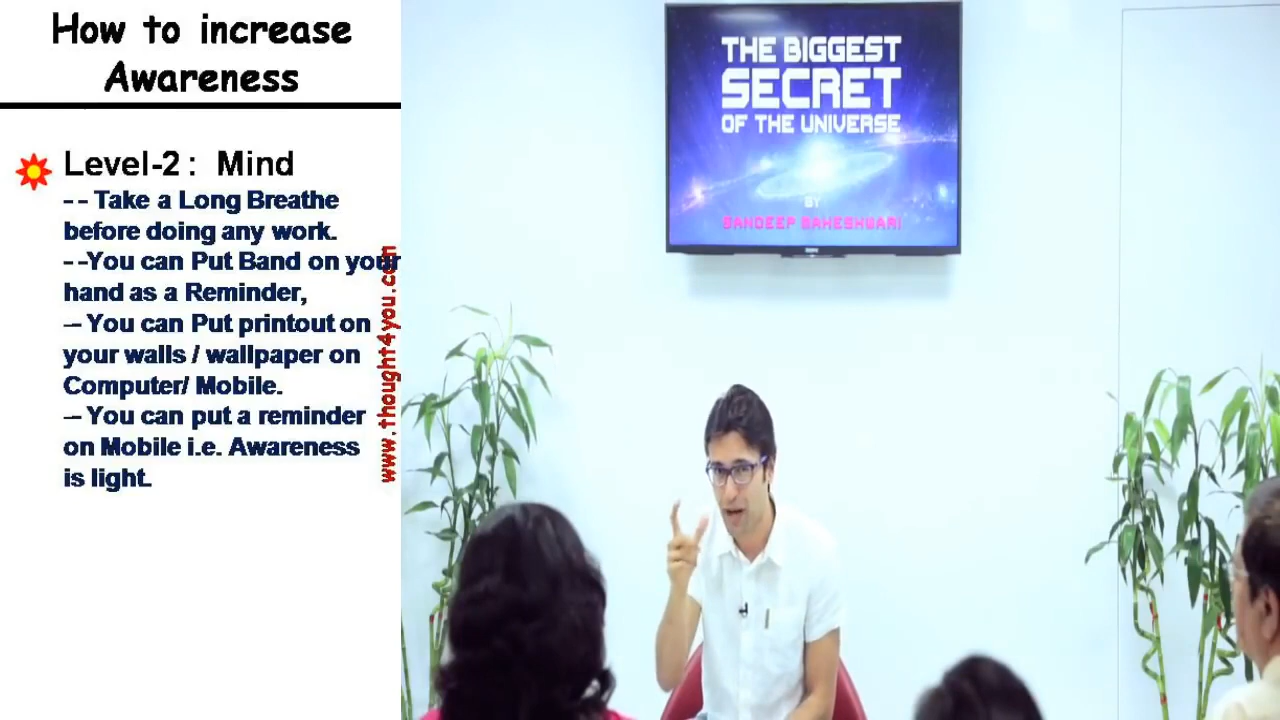 How to increase
Awareness
Level-2 : Mind
- - Take a Long Breathe
before doing any work.
- -You can Put Band on your
hand as a Reminder,
– You can Put printout on
your walls / wallpaper on
Computer/ Mobile.
– You can put a reminder
on Mobile i.e. Awareness
is light.
www.thought4you.com
THE BIGGEST
SECRET
OF THE UNIVERSE
BY
SANDEEP MAHESHWARI